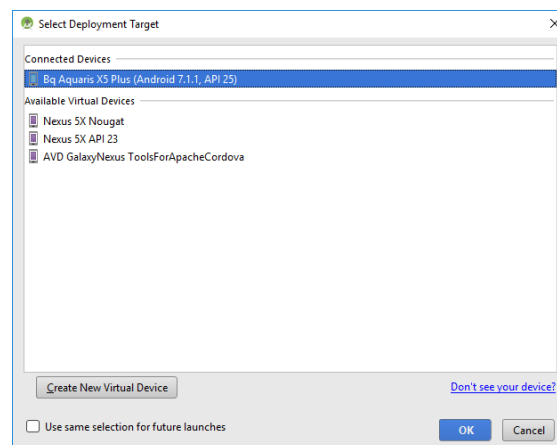 Select Deployment Target
Connected Devices
Bq Aquaris X5 Plus (Android 7.1.1, API 25)
Available Virtual Devices
Nexus 5X Nougat
Nexus 5X API 23
AVD GalaxyNexus ToolsForApacheCordova
Create New Virtual Device
Don't see your device?
Use same selection for future launches
OK
Cancel